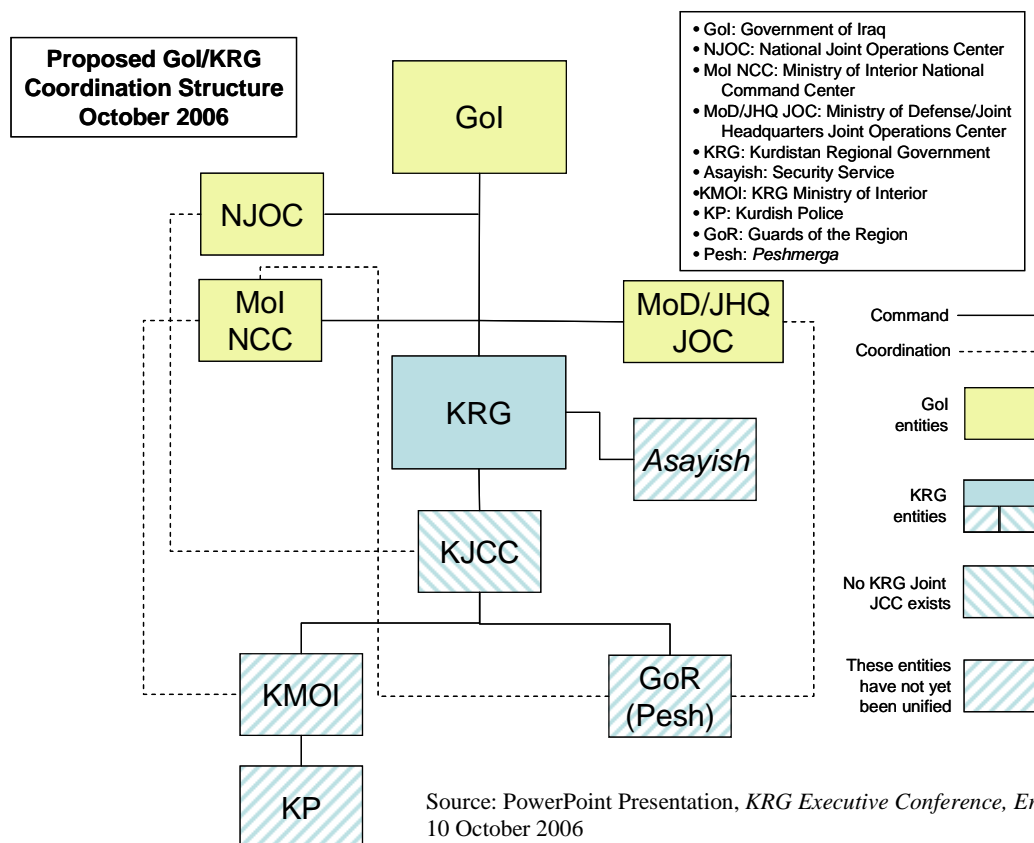 Proposed GoI/KRG
Coordination Structure
October 2006
• GoI: Government of Iraq
• NJOC: National Joint Operations Center
• MoI NCC: Ministry of Interior National
Command Center
• MoD/JHQ JOC: Ministry of Defense/Joint
Headquarters Joint Operations Center
• KRG: Kurdistan Regional Government
• Asayish: Security Service
•KMOI: KRG Ministry of Interior
• KP: Kurdish Police
• GoR: Guards of the Region
• Pesh: Peshmerga
GoI
NJOC
MoI
NCC
MoD/JHQ
JOC
KRG
Asayish
KJCC
KMOI
GoR
(Pesh)
KP
Command
Coordination
GoI
entities
KRG
entities
No KRG Joint
JCC exists
These entities
have not yet
been unified
Source: PowerPoint Presentation, KRG Executive Conference,
10 October 2006